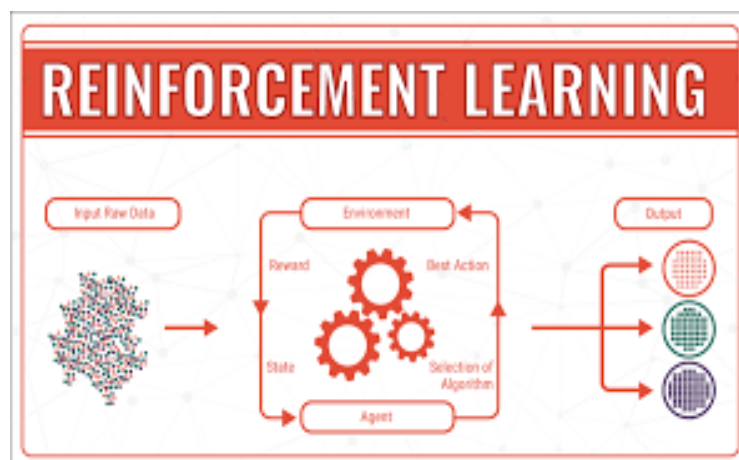 REINFORCEMENT LEARNING
Input Raw Data
Environment
Output
Reward
Best Action
State
Selection of
Algorithm
Agent